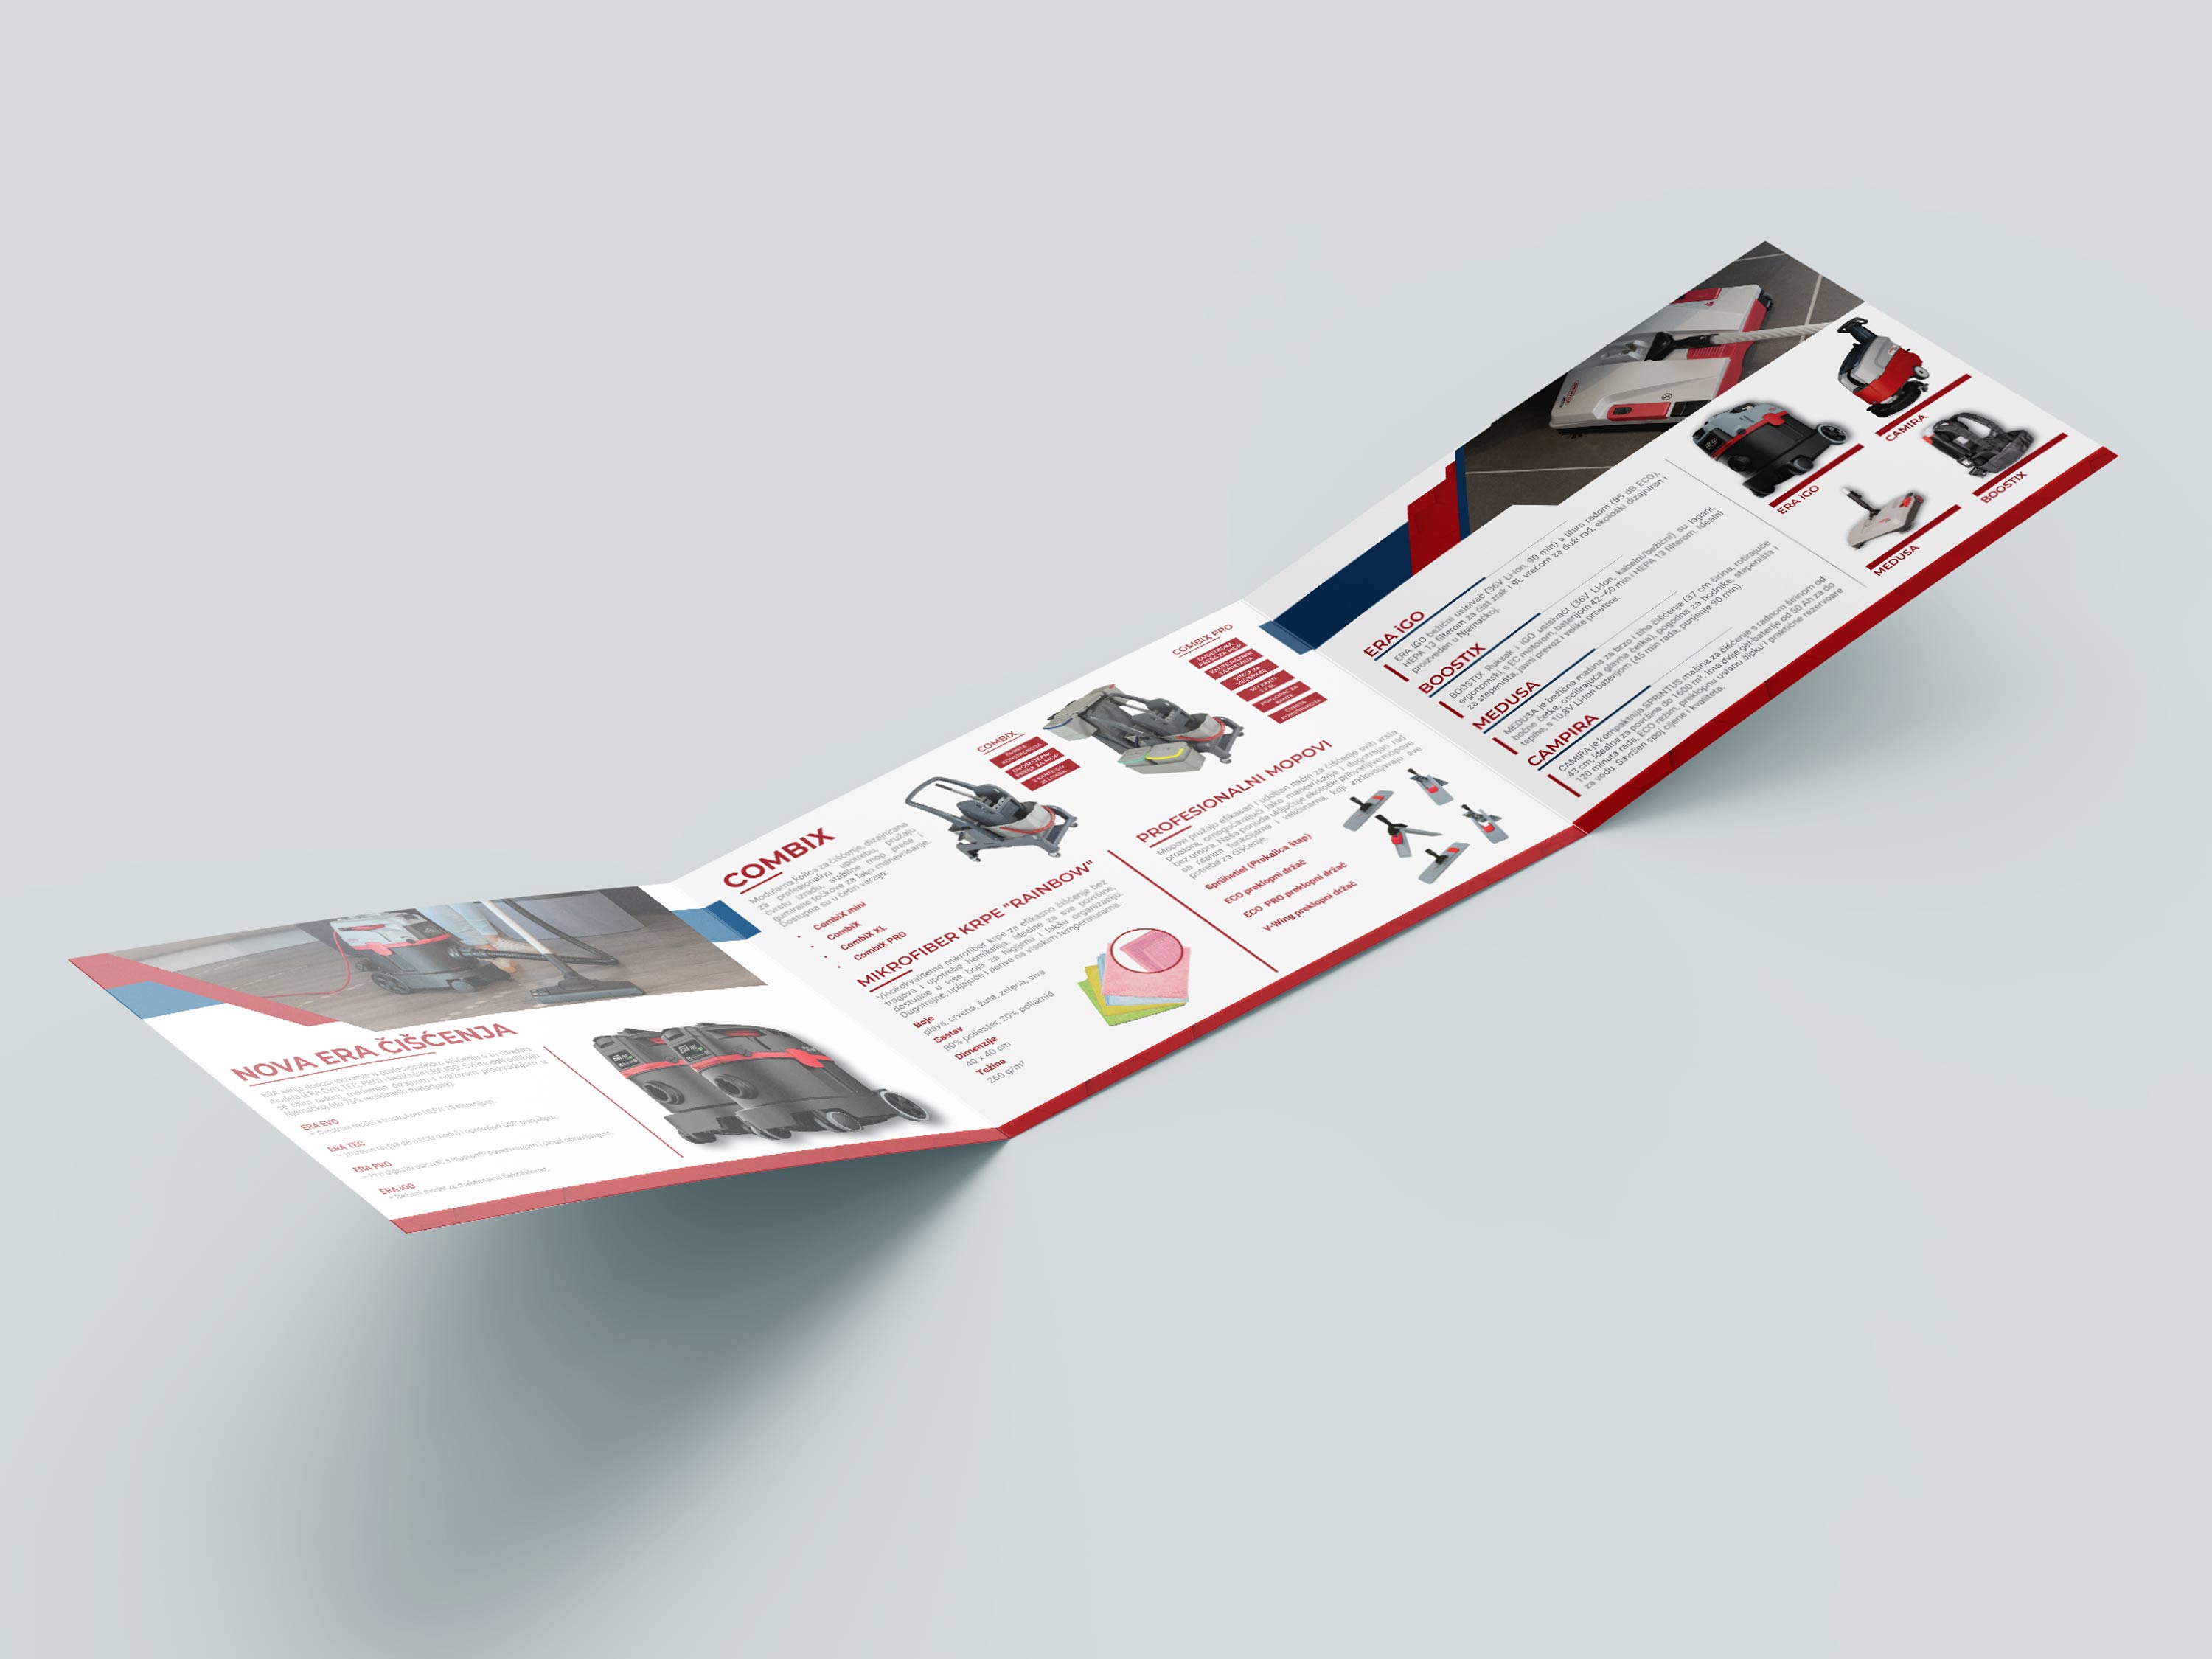 NOVA ERA ČIŠĆENJA
ERA EVO
ERA TEC
ERA PRO
ERA iGO
COMBIX
Modularna kolica za čišćenje, dizajnirana
za profesionalnu upotrebu, pružaju
čvrstu izradu, stabilne mop prese i
gumirane točkove za lako manevrisanje.
Dostupna su u četiri verzije:
• CombiX mini
• CombiX
• CombiX XL
• CombiX PRO
COMBIX
COMBIX PRO
MIKROFIBER KRPE "RAINBOW"
Visokokvalitetne mikrofiber krpe za efikasno čišćenje bez
tragova i upotrebe hemikalija. Idealne za sve površine,
dostupne u više boja za higijenu i lakšu organizaciju.
Dugotrajne, upijajuće i perive na visokim temperaturama.
Boje
plava, crvena, žuta, zelena, siva
Sastav
80% poliester, 20% poliamid
Dimenzije
40 x 40 cm
Težina
260 g/m²
PROFESIONALNI MOPOVI
Mopovi pružaju efikasan i udoban način za čišćenje svih vrsta
prostora, omogućavajući lako manevrisanje i dugotrajan rad
bez umora. Naša ponuda uključuje ekološki prihvatljive mopove
sa raznim funkcijama i veličinama, koji zadovoljavaju sve
potrebe za čišćenje.
Sprühstiel (Prskalica štap)
ECO preklopni držač
ECO PRO preklopni držač
V-Wing preklopni držač
ERA iGO
ERA iGO bežični usisivač (36V Li-Ion, 90 min) s tihim radom (55 dB ECO),
HEPA 13 filterom za čist zrak i 9L vrećom za duži rad, ekološki dizajniran i
proizveden u Njemačkoj.
BOOSTIX
BOOSTIX Ruksak i iGO usisivači (36V Li-Ion, kabelni/bežični) su lagani,
ergonomski, s EC motorom, baterijom 42–60 min i HEPA 13 filterom. Idealni
za stepeništa, javni prevoz i velike prostore.
MEDUSA
MEDUSA je bežična mašina za brzo i tiho čišćenje (37 cm širina, rotirajuće
bočne četke, oscilirajuća glavna četka), pogodna za hodnike, stepeništa i
tepihe, s 10,8V Li-Ion baterijom (45 min rada, punjenje 90 min).
CAMPIRA
CAMIRA je kompaktnija SPRiNTUS mašina za čišćenje s radnom širinom od
43 cm, idealna za površine do 1600 m². Ima dvije gel-baterije od 50 Ah za do
120 minuta rada, ECO režim, preklopnu usisnu šipku i praktične rezervoare
za vodu. Savršen spoj cijene i kvaliteta.
CAMIRA
ERA iGO
BOOSTIX
MEDUSA